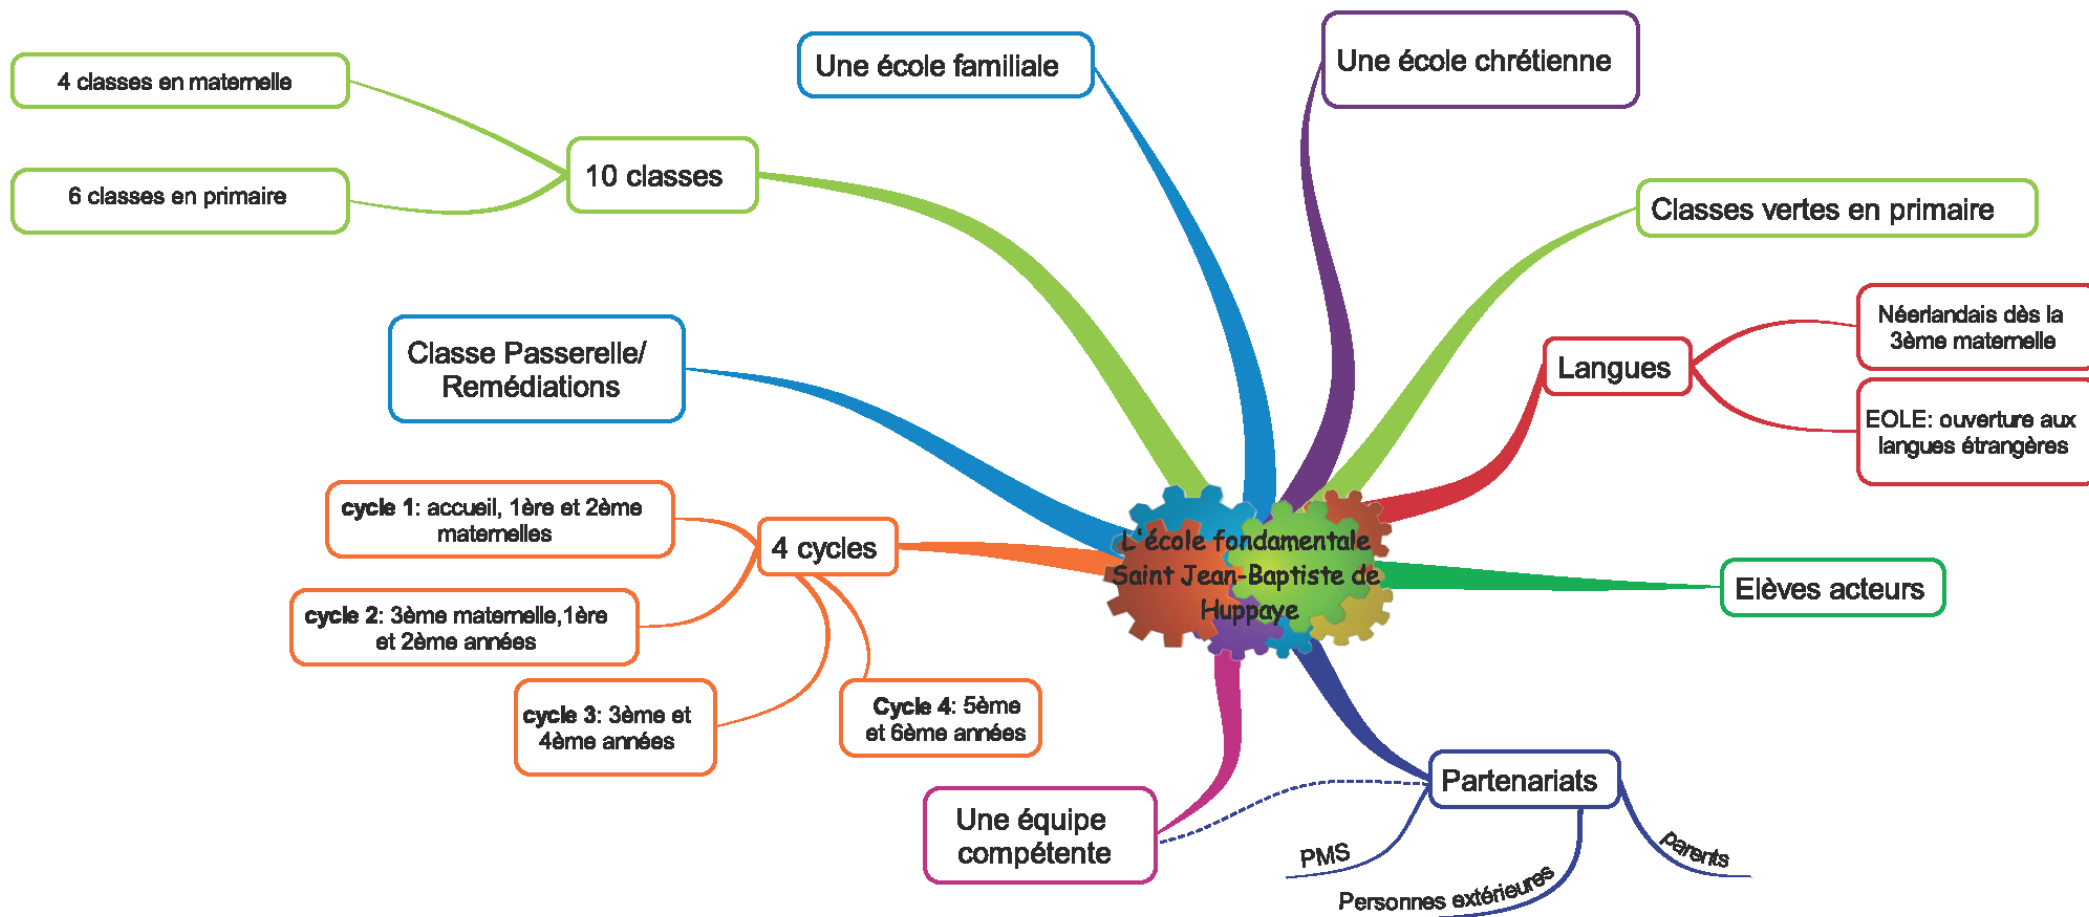 Une école familiale
Une école chrétienne
4 classes en maternelle
6 classes en primaire
10 classes
Classes vertes en primaire
Classe Passerelle/
Remédiations
Langues
Néerlandais dès la
3ème maternelle
EOLE: ouverture aux
langues étrangères
cycle 1: accueil, 1ère et 2ème
maternelles
4 cycles
cycle 2: 3ème maternelle,1ère
et 2ème années
cycle 3: 3ème et
4ème années
Cycle 4: 5ème
et 6ème années
L'école fondamentale
Saint Jean-Baptiste de
Huppaye
Elèves acteurs
Une équipe
compétente
Partenariats
PMS
Personnes extérieures
parents